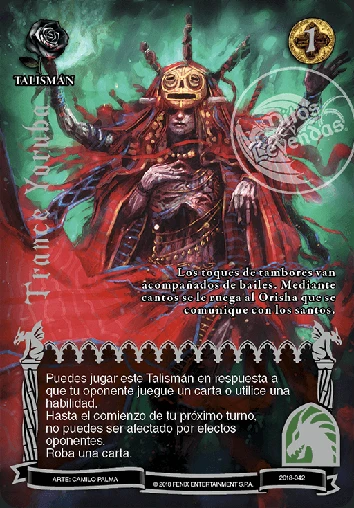 1
TALISMÁN
Mitos
y
Leyendas
Trance Yoruba
Los toques de tambores van
acompañados de bailes. Mediante
cantos se le ruega al Orisha que se
comunique con los santos.
Puedes jugar este Talismán en respuesta a
que tu oponente juegue un carta o utilice una
habilidad.
Hasta el comienzo de tu próximo turno,
no puedes ser afectado por efectos
oponentes.
Roba una carta.
ARTE: CAMILO PALMA
© 2018 FENIX ENTERTAINMENT S.P.A.
2018-042